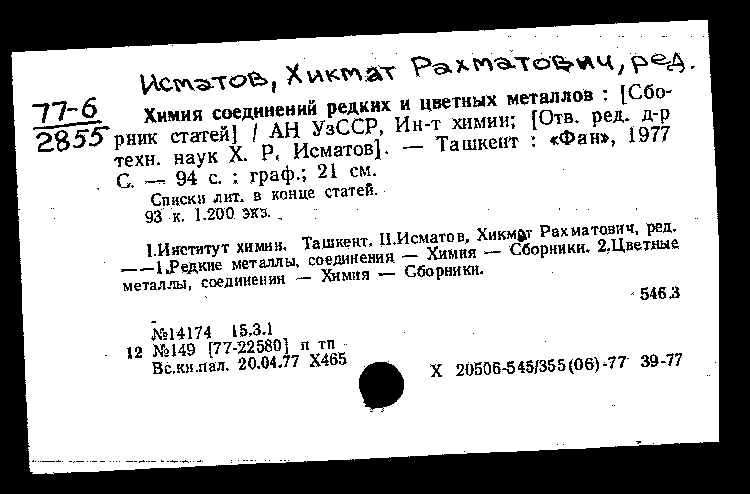 Исматов, Хикмат Рахматович, ред.
77-6
2855
Химия соединений редких и цветных металлов : [Сбо-
рник статей] / АН УзССР, Ин-т химии; [Отв. ред. д-р
техн. наук Х. Р. Исматов]. — Ташкент : «Фан», 1977
С. — 94 с. : граф.; 21 см.
Списки лит. в конце статей.
93 к. 1.200 экз.
1.Институт химии. Ташкент. II.Исматов, Хикмат Рахматович, ред.
——1.Редкие металлы, соединения — Химия — Сборники. 2.Цветные
металлы, соединения — Химия — Сборники.
546.3
№14174 15.3.1
12 №149 [77-22580] п тп
Вс.кн.пал. 20.04.77 Х465
Х 20506-545/355(06)-77 39-77